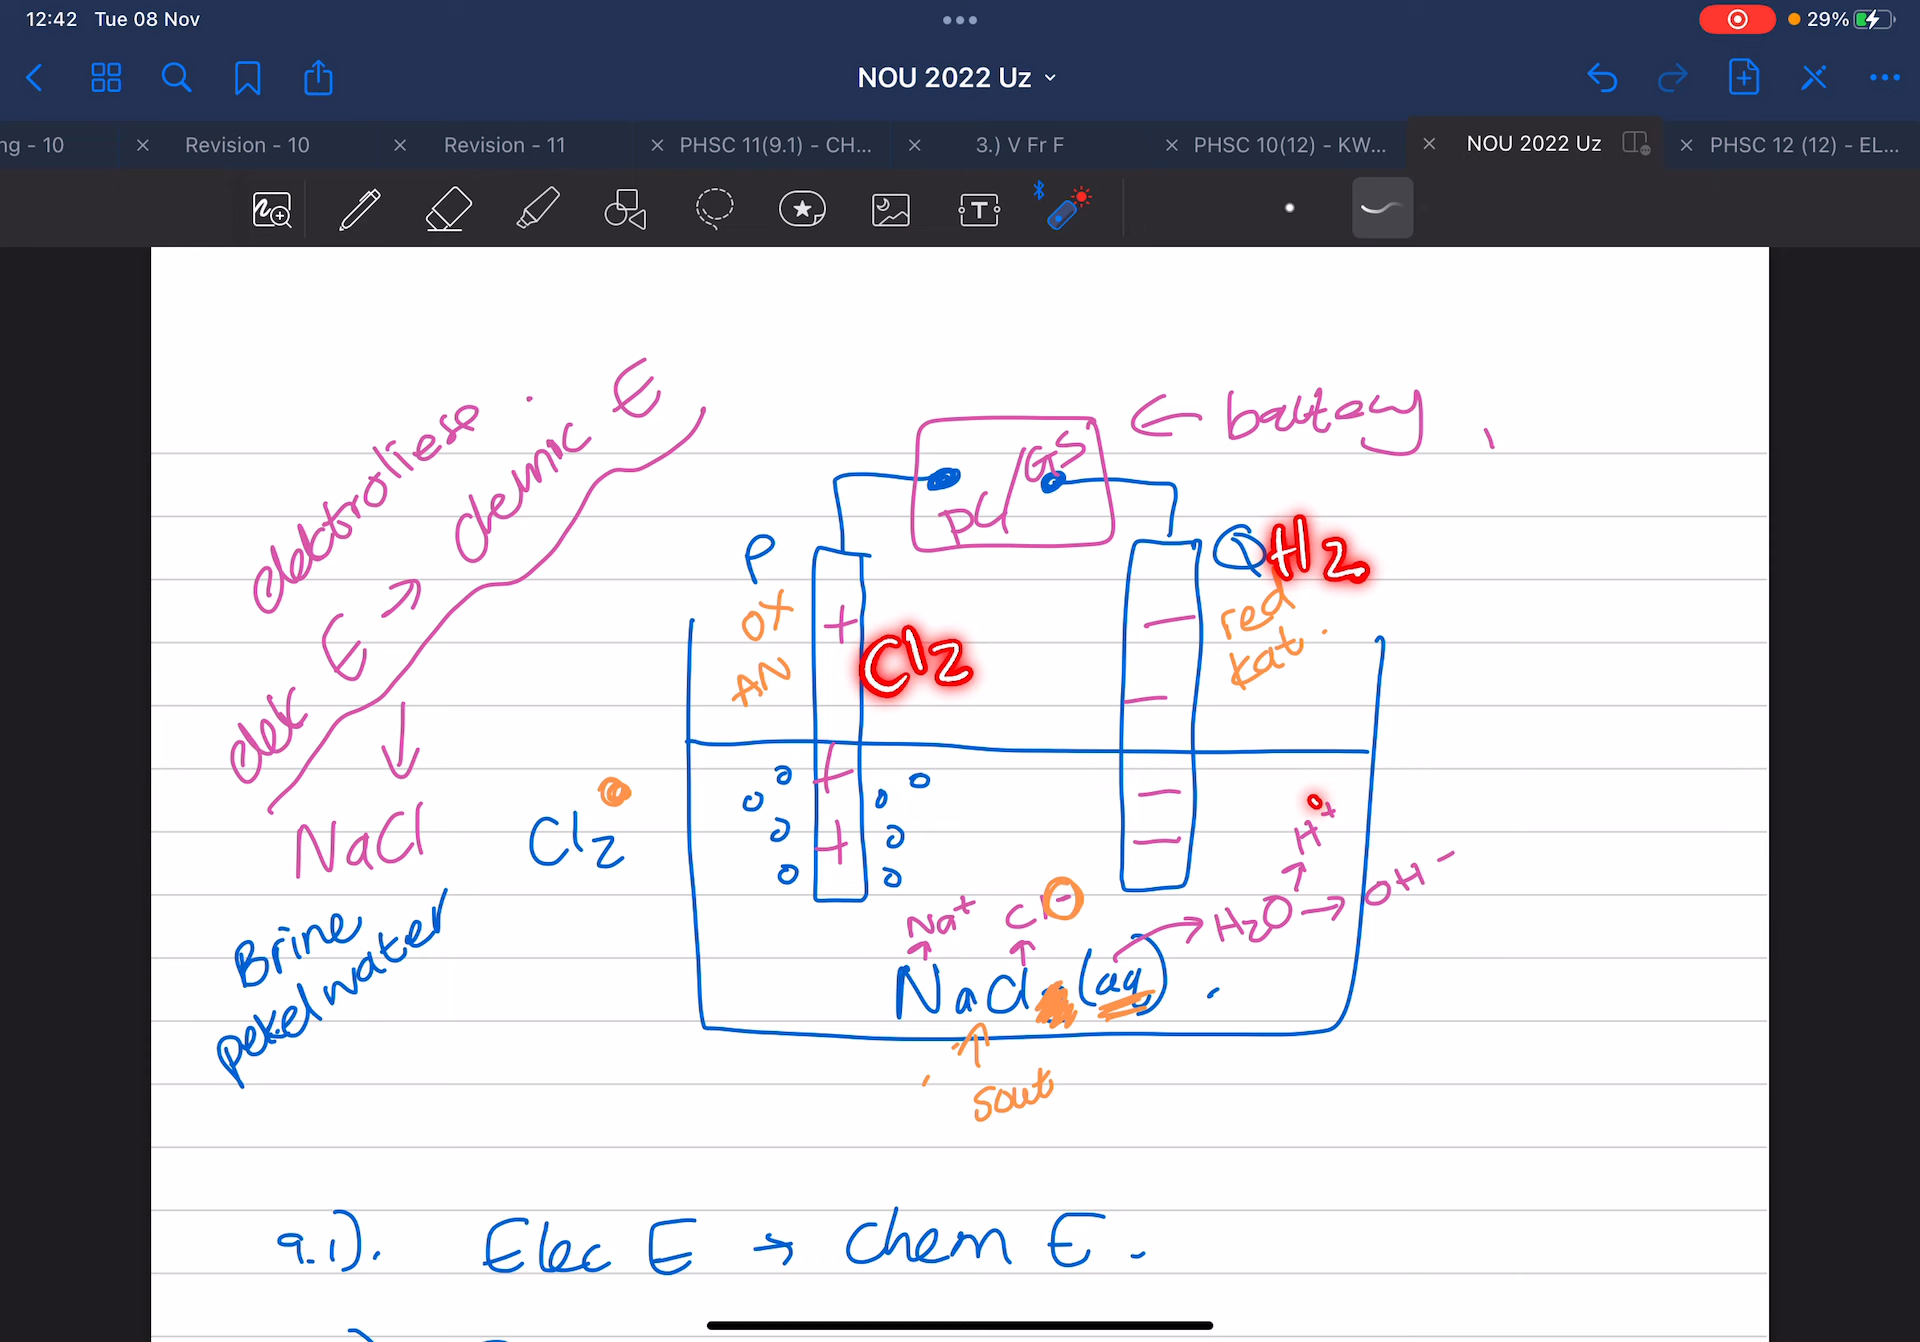 12:42 Tue 08 Nov
29%
NOU 2022 Uz
ng - 10
Revision - 10
Revision - 11
PHSC 11(9.1) - CH...
3.) V Fr F
PHSC 10(12) - KW...
NOU 2022 Uz
PHSC 12 (12) - EL...
T
elektroliese
elek E → chemic E
← battery
DC/GS
P
Q H2
OX
AN
+
Cl2
red
kat.
↓
NaCl
Cl2
+
+
H+
Na+ Cl-
H2O → OH-
NaCl (aq)
Brine
pekelwater
sout
9.1). Elec E → Chem E.